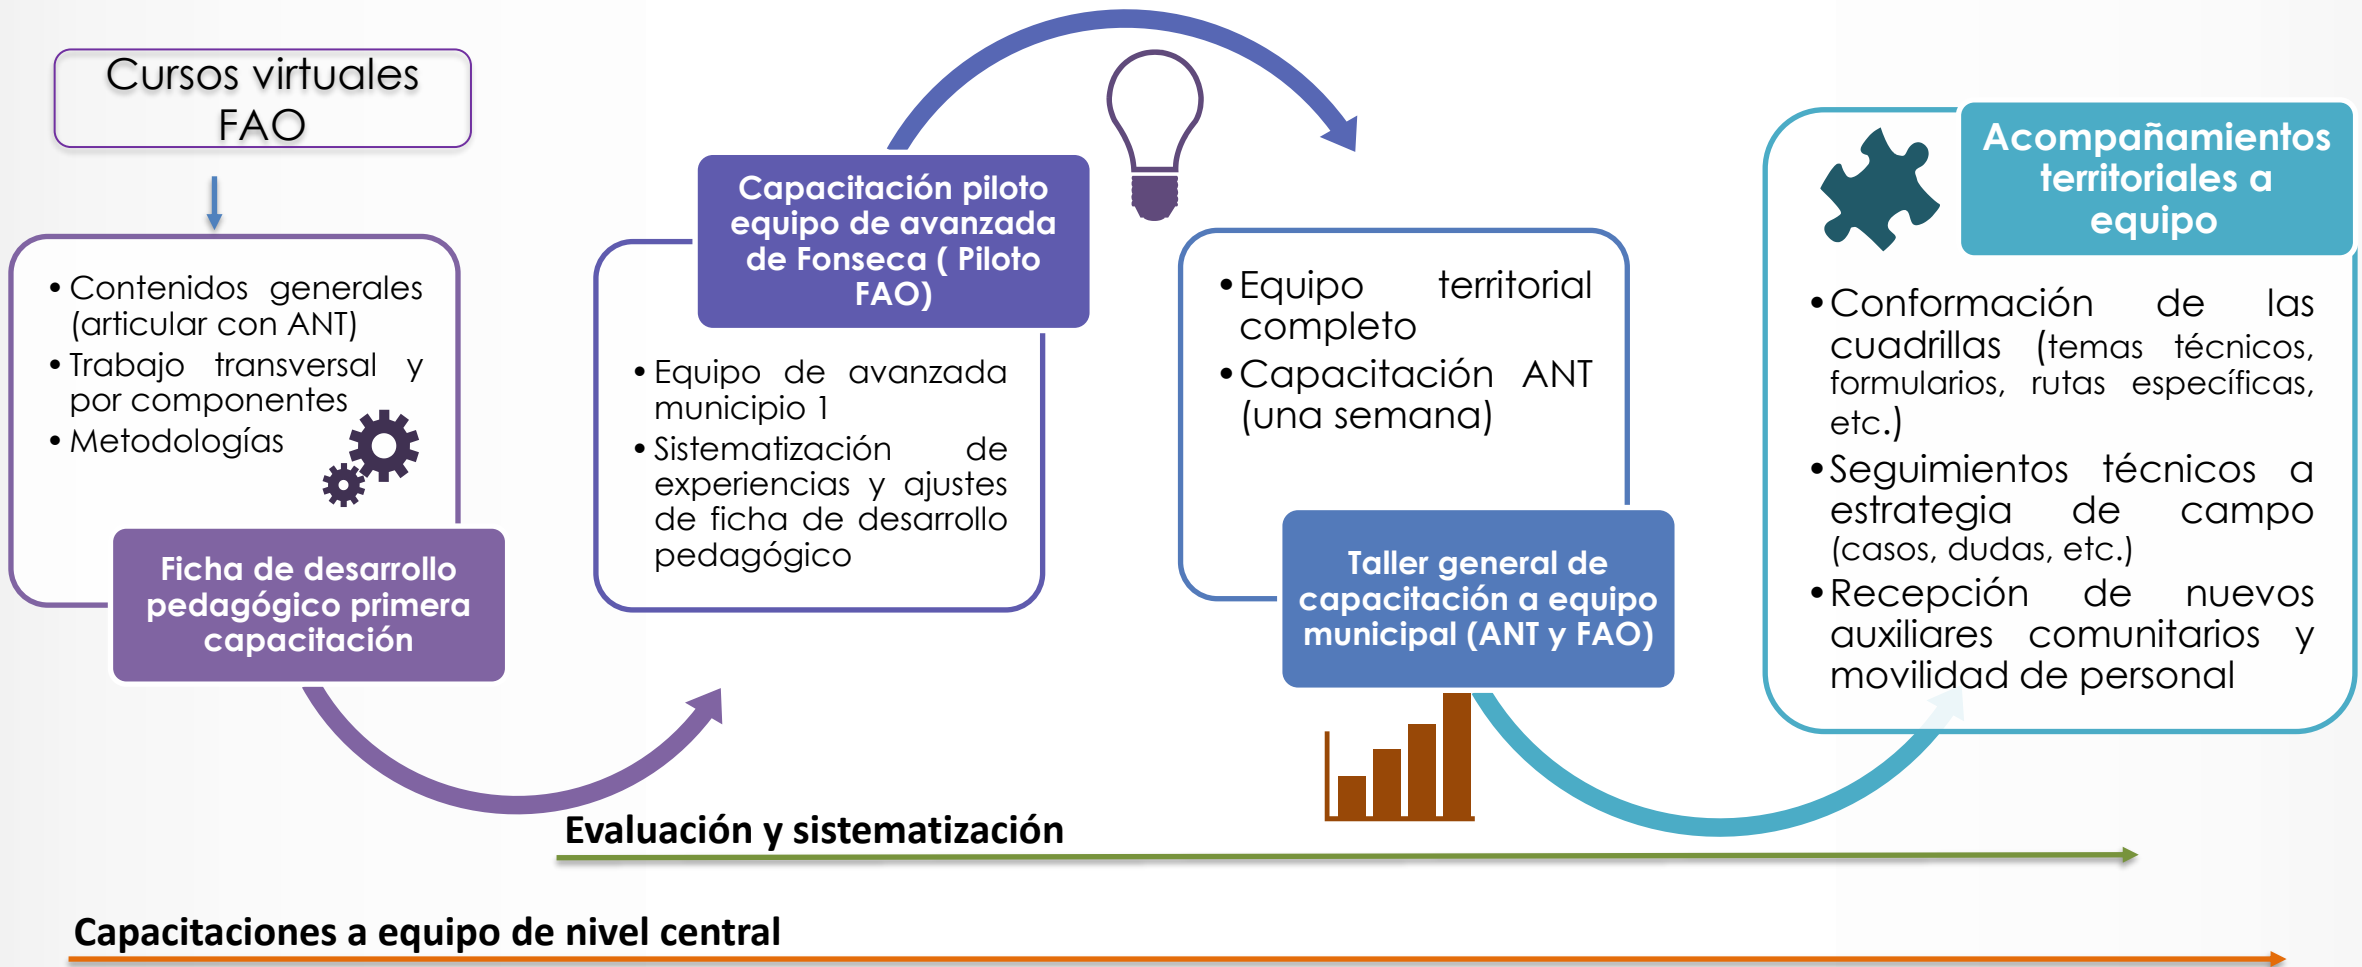 Cursos virtuales
FAO
• Contenidos generales
(articular con ANT)
• Trabajo transversal y
por componentes
• Metodologías
Ficha de desarrollo
pedagógico primera
capacitación
Capacitación piloto
equipo de avanzada
de Fonseca ( Piloto
FAO)
• Equipo de avanzada
municipio 1
• Sistematización de
experiencias y ajustes
de ficha de desarrollo
pedagógico
• Equipo territorial
completo
• Capacitación ANT
(una semana)
Taller general de
capacitación a equipo
municipal (ANT y FAO)
Acompañamientos
territoriales a
equipo
• Conformación de las
cuadrillas (temas técnicos,
formularios, rutas específicas,
etc.)
• Seguimientos técnicos a
estrategia de campo
(casos, dudas, etc.)
• Recepción de nuevos
auxiliares comunitarios y
movilidad de personal
Evaluación y sistematización
Capacitaciones a equipo de nivel central